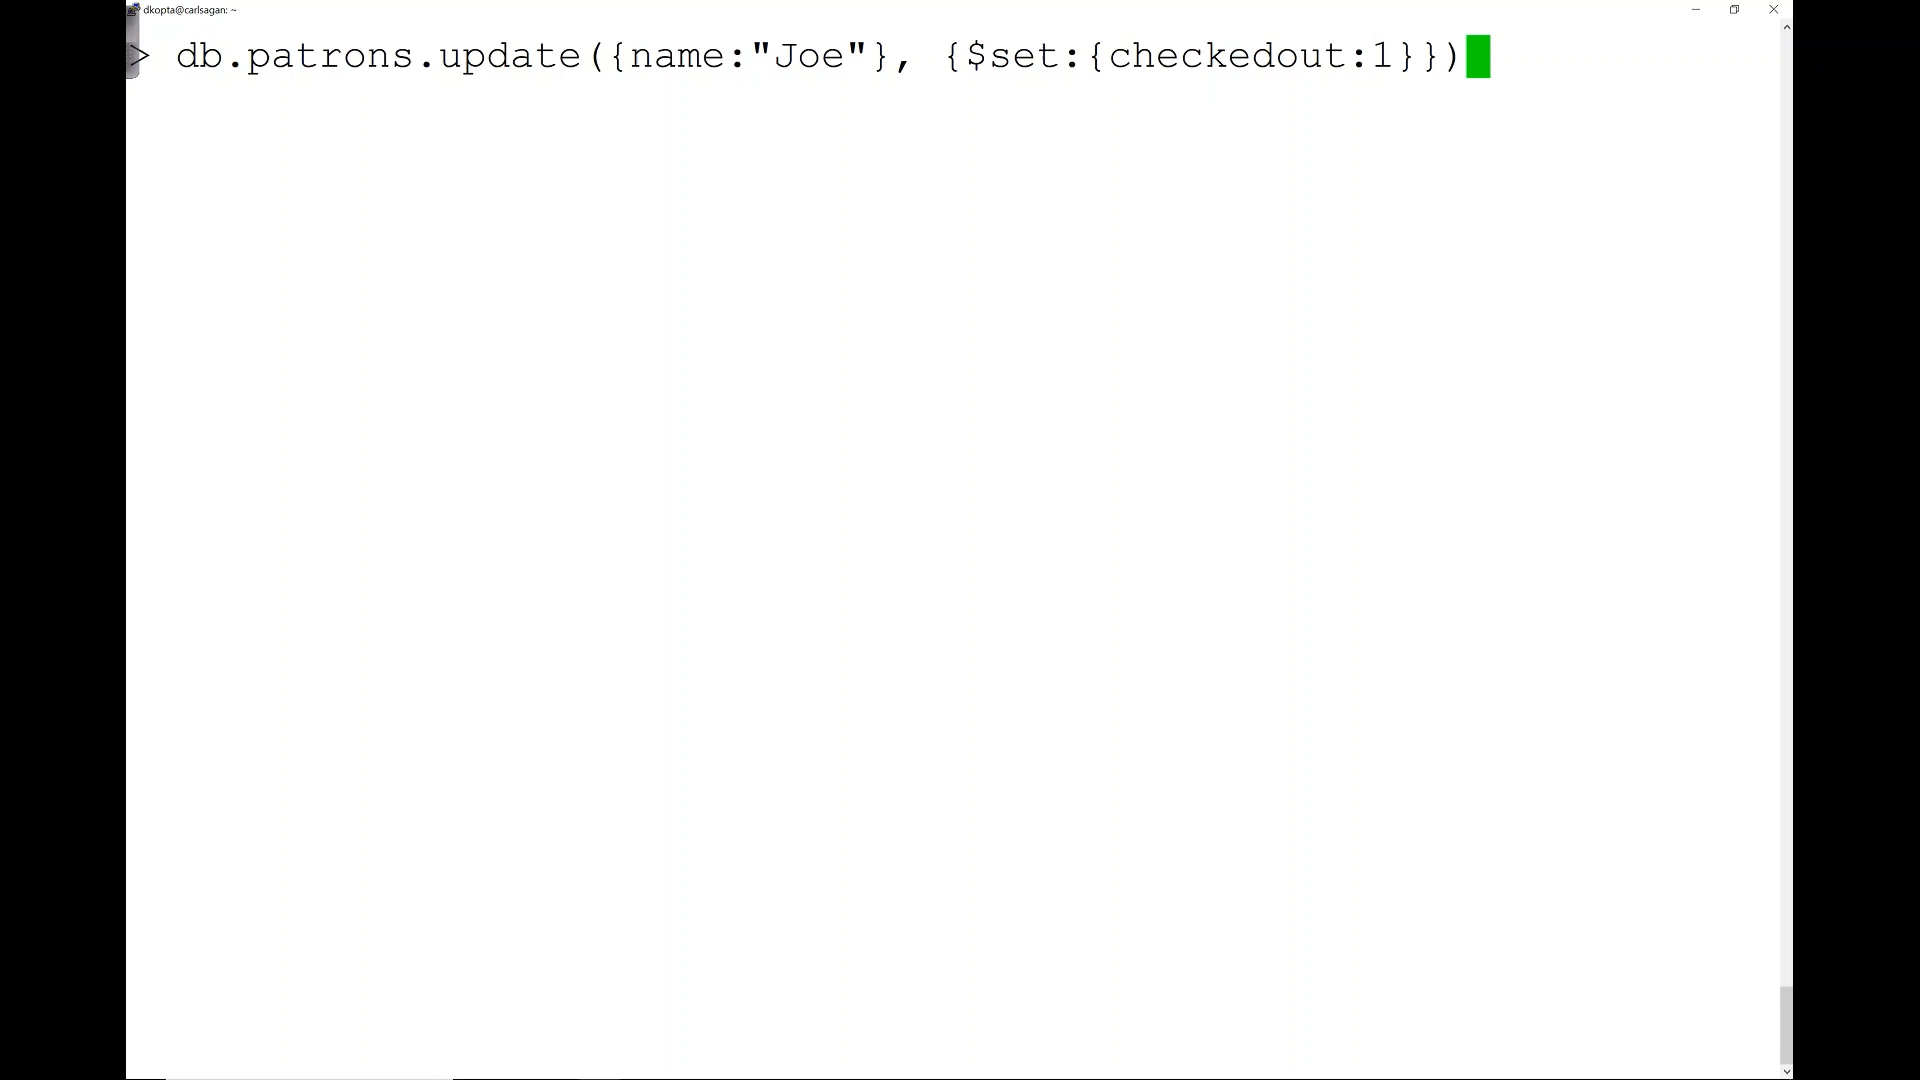 dkopta@carlsagan: ~
> db.patrons.update({name:"Joe"}, {$set:{checkedout:1}})